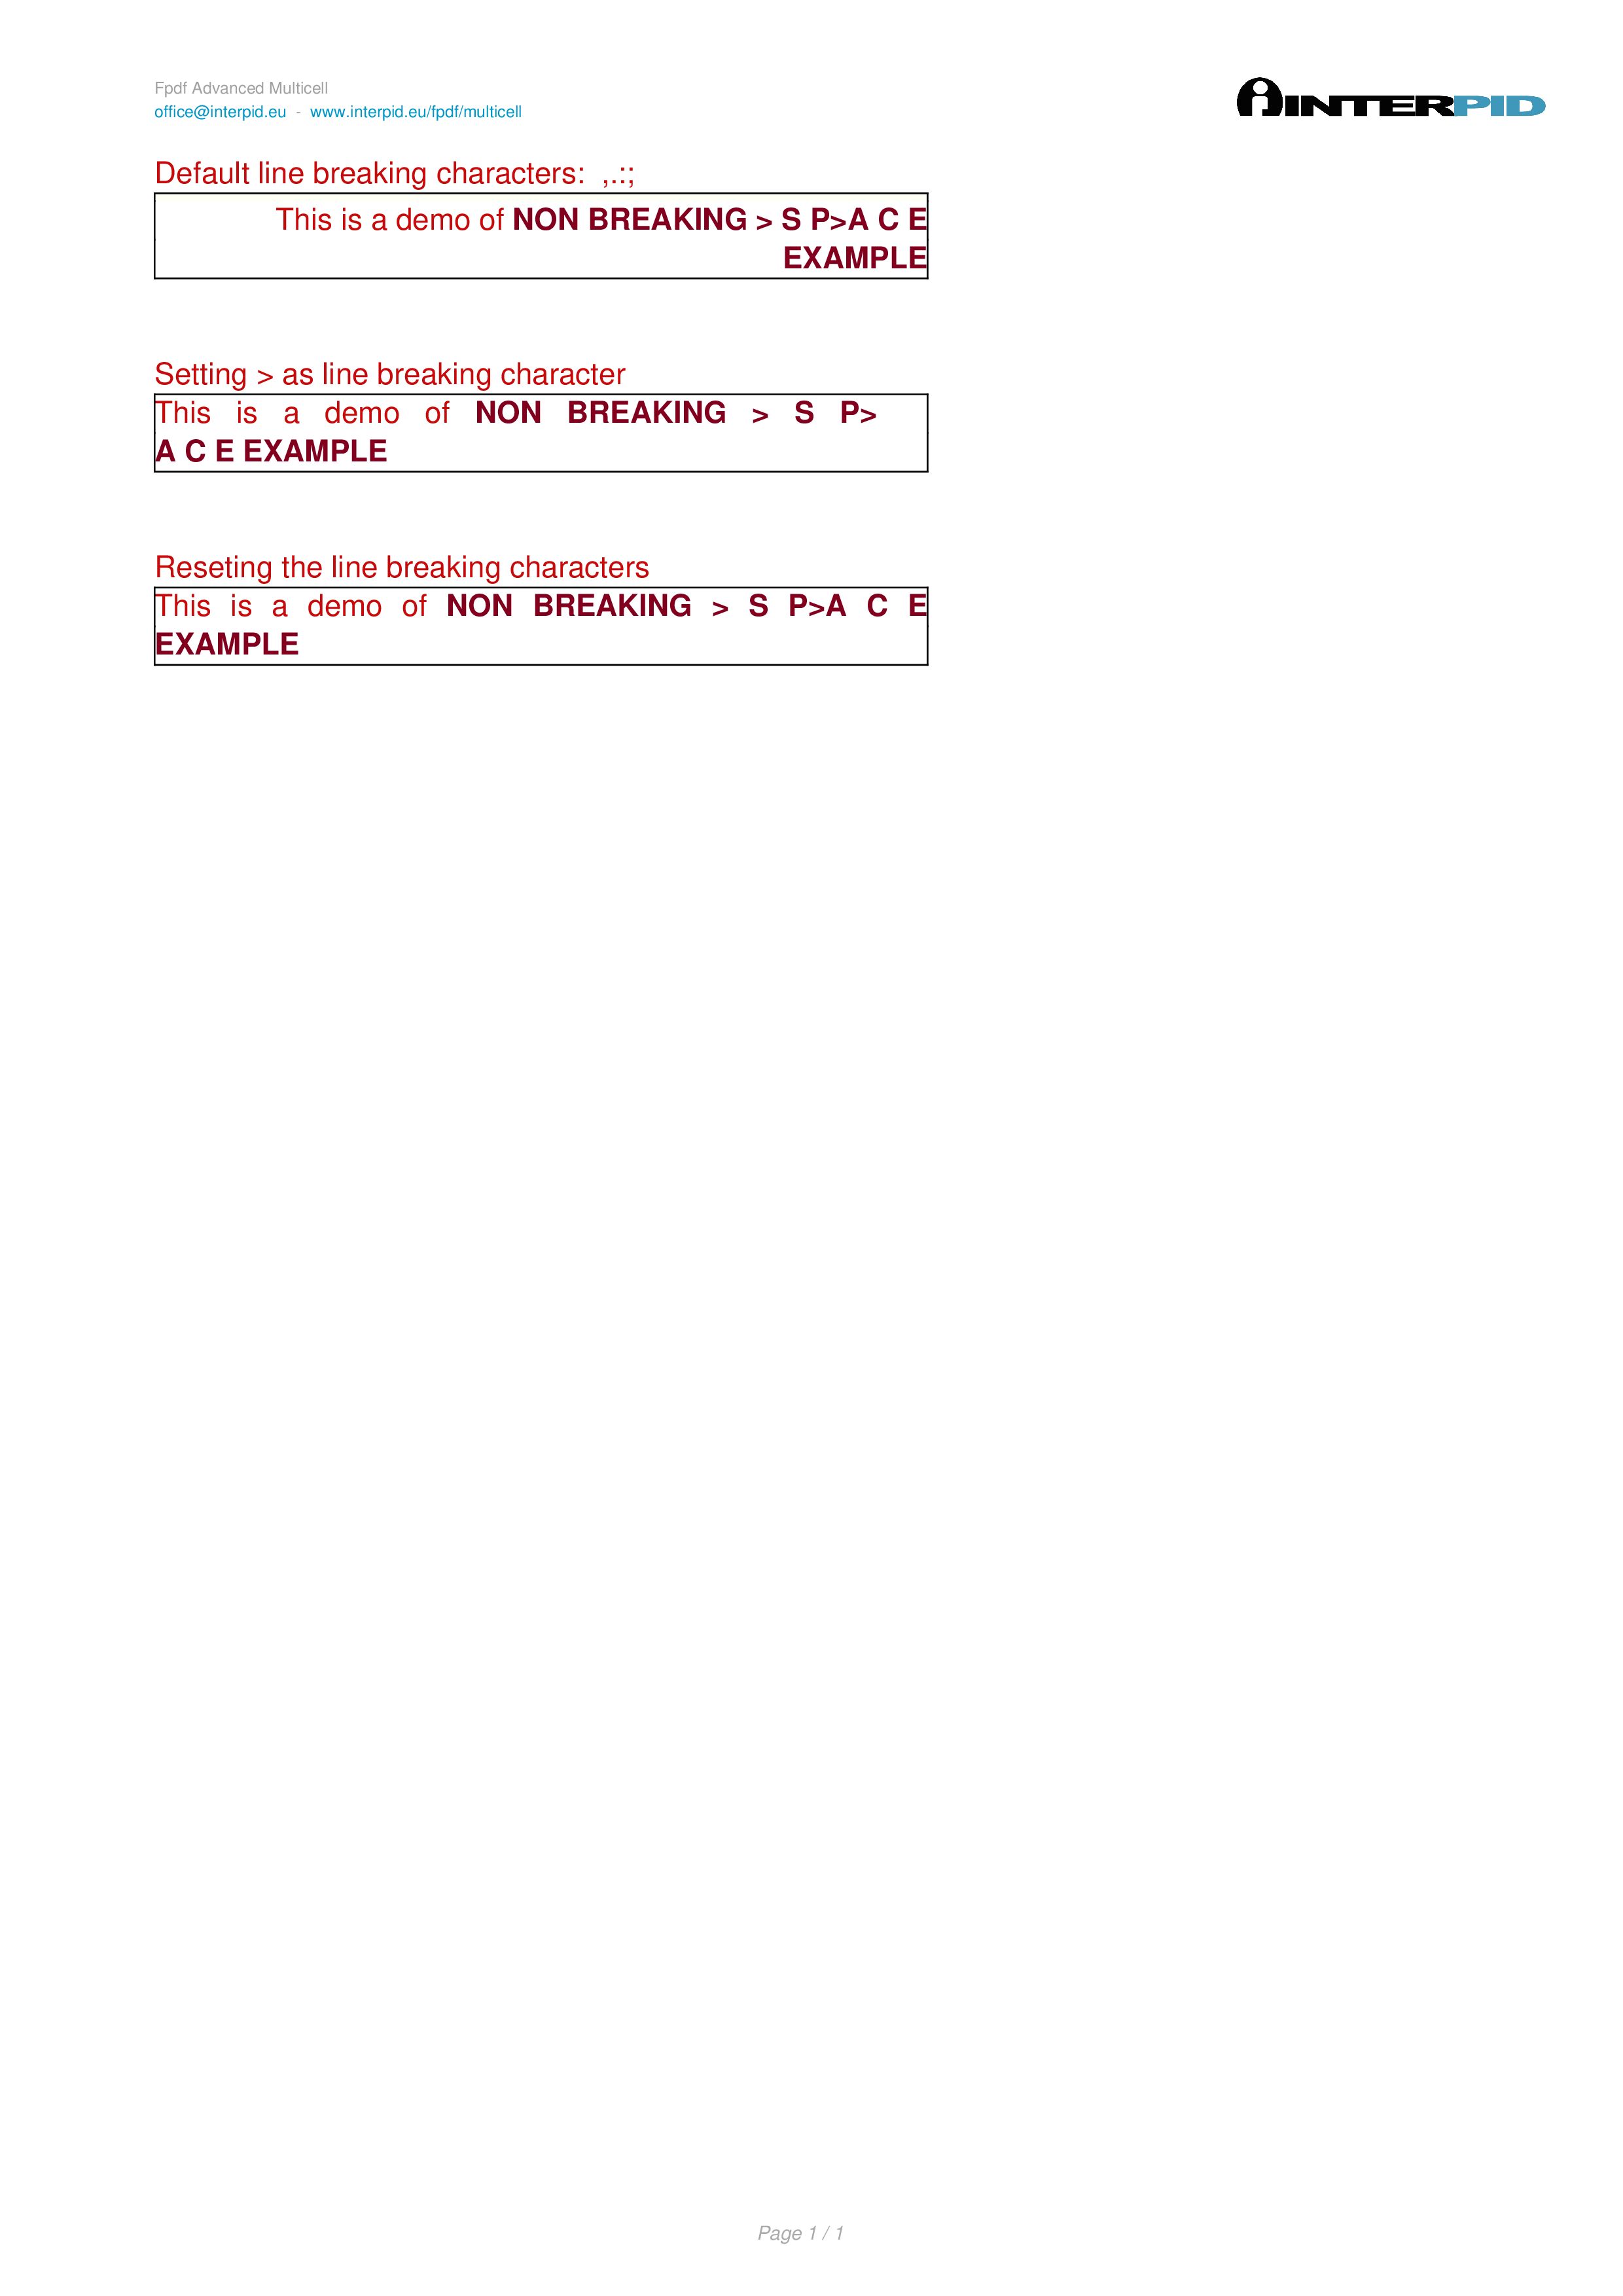 Fpdf Advanced Multicell
office@interpid.eu - www.interpid.eu/fpdf/multicell
INTERPID
Default line breaking characters:  ,.:;
This is a demo of NON BREAKING > S P>A C E
EXAMPLE
Setting > as line breaking character
This is a demo of NON BREAKING > S P>
A C E EXAMPLE
Reseting the line breaking characters
This is a demo of NON BREAKING > S P>A C E
EXAMPLE
Page 1 / 1